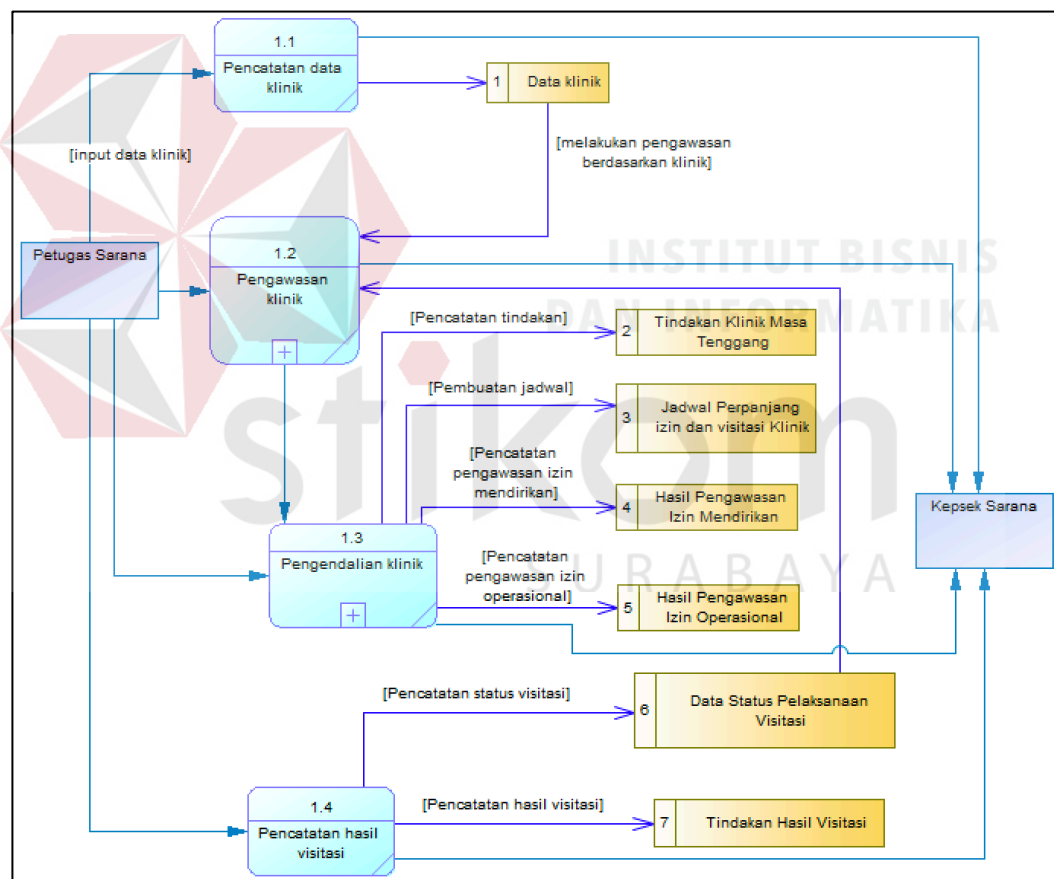 1.1
Pencatatan data
klinik
1
Data klinik
[input data klinik]
[melakukan pengawasan
berdasarkan klinik]
Petugas Sarana
1.2
Pengawasan
klinik
INSTITUT BISNIS
DAN INFORMATIKA
[Pencatatan tindakan]
2
Tindakan Klinik Masa
Tenggang
[Pembuatan jadwal]
3
Jadwal Perpanjang
izin dan visitasi Klinik
stikom
[Pencatatan
pengawasan izin
mendirikan]
4
Hasil Pengawasan
Izin Mendirikan
Kepsek Sarana
1.3
Pengendalian klinik
[Pencatatan
pengawasan izin
operasional]
SURABAYA
5
Hasil Pengawasan
Izin Operasional
[Pencatatan status visitasi]
6
Data Status Pelaksanaan
Visitasi
1.4
Pencatatan hasil
visitasi
[Pencatatan hasil visitasi]
7
Tindakan Hasil Visitasi